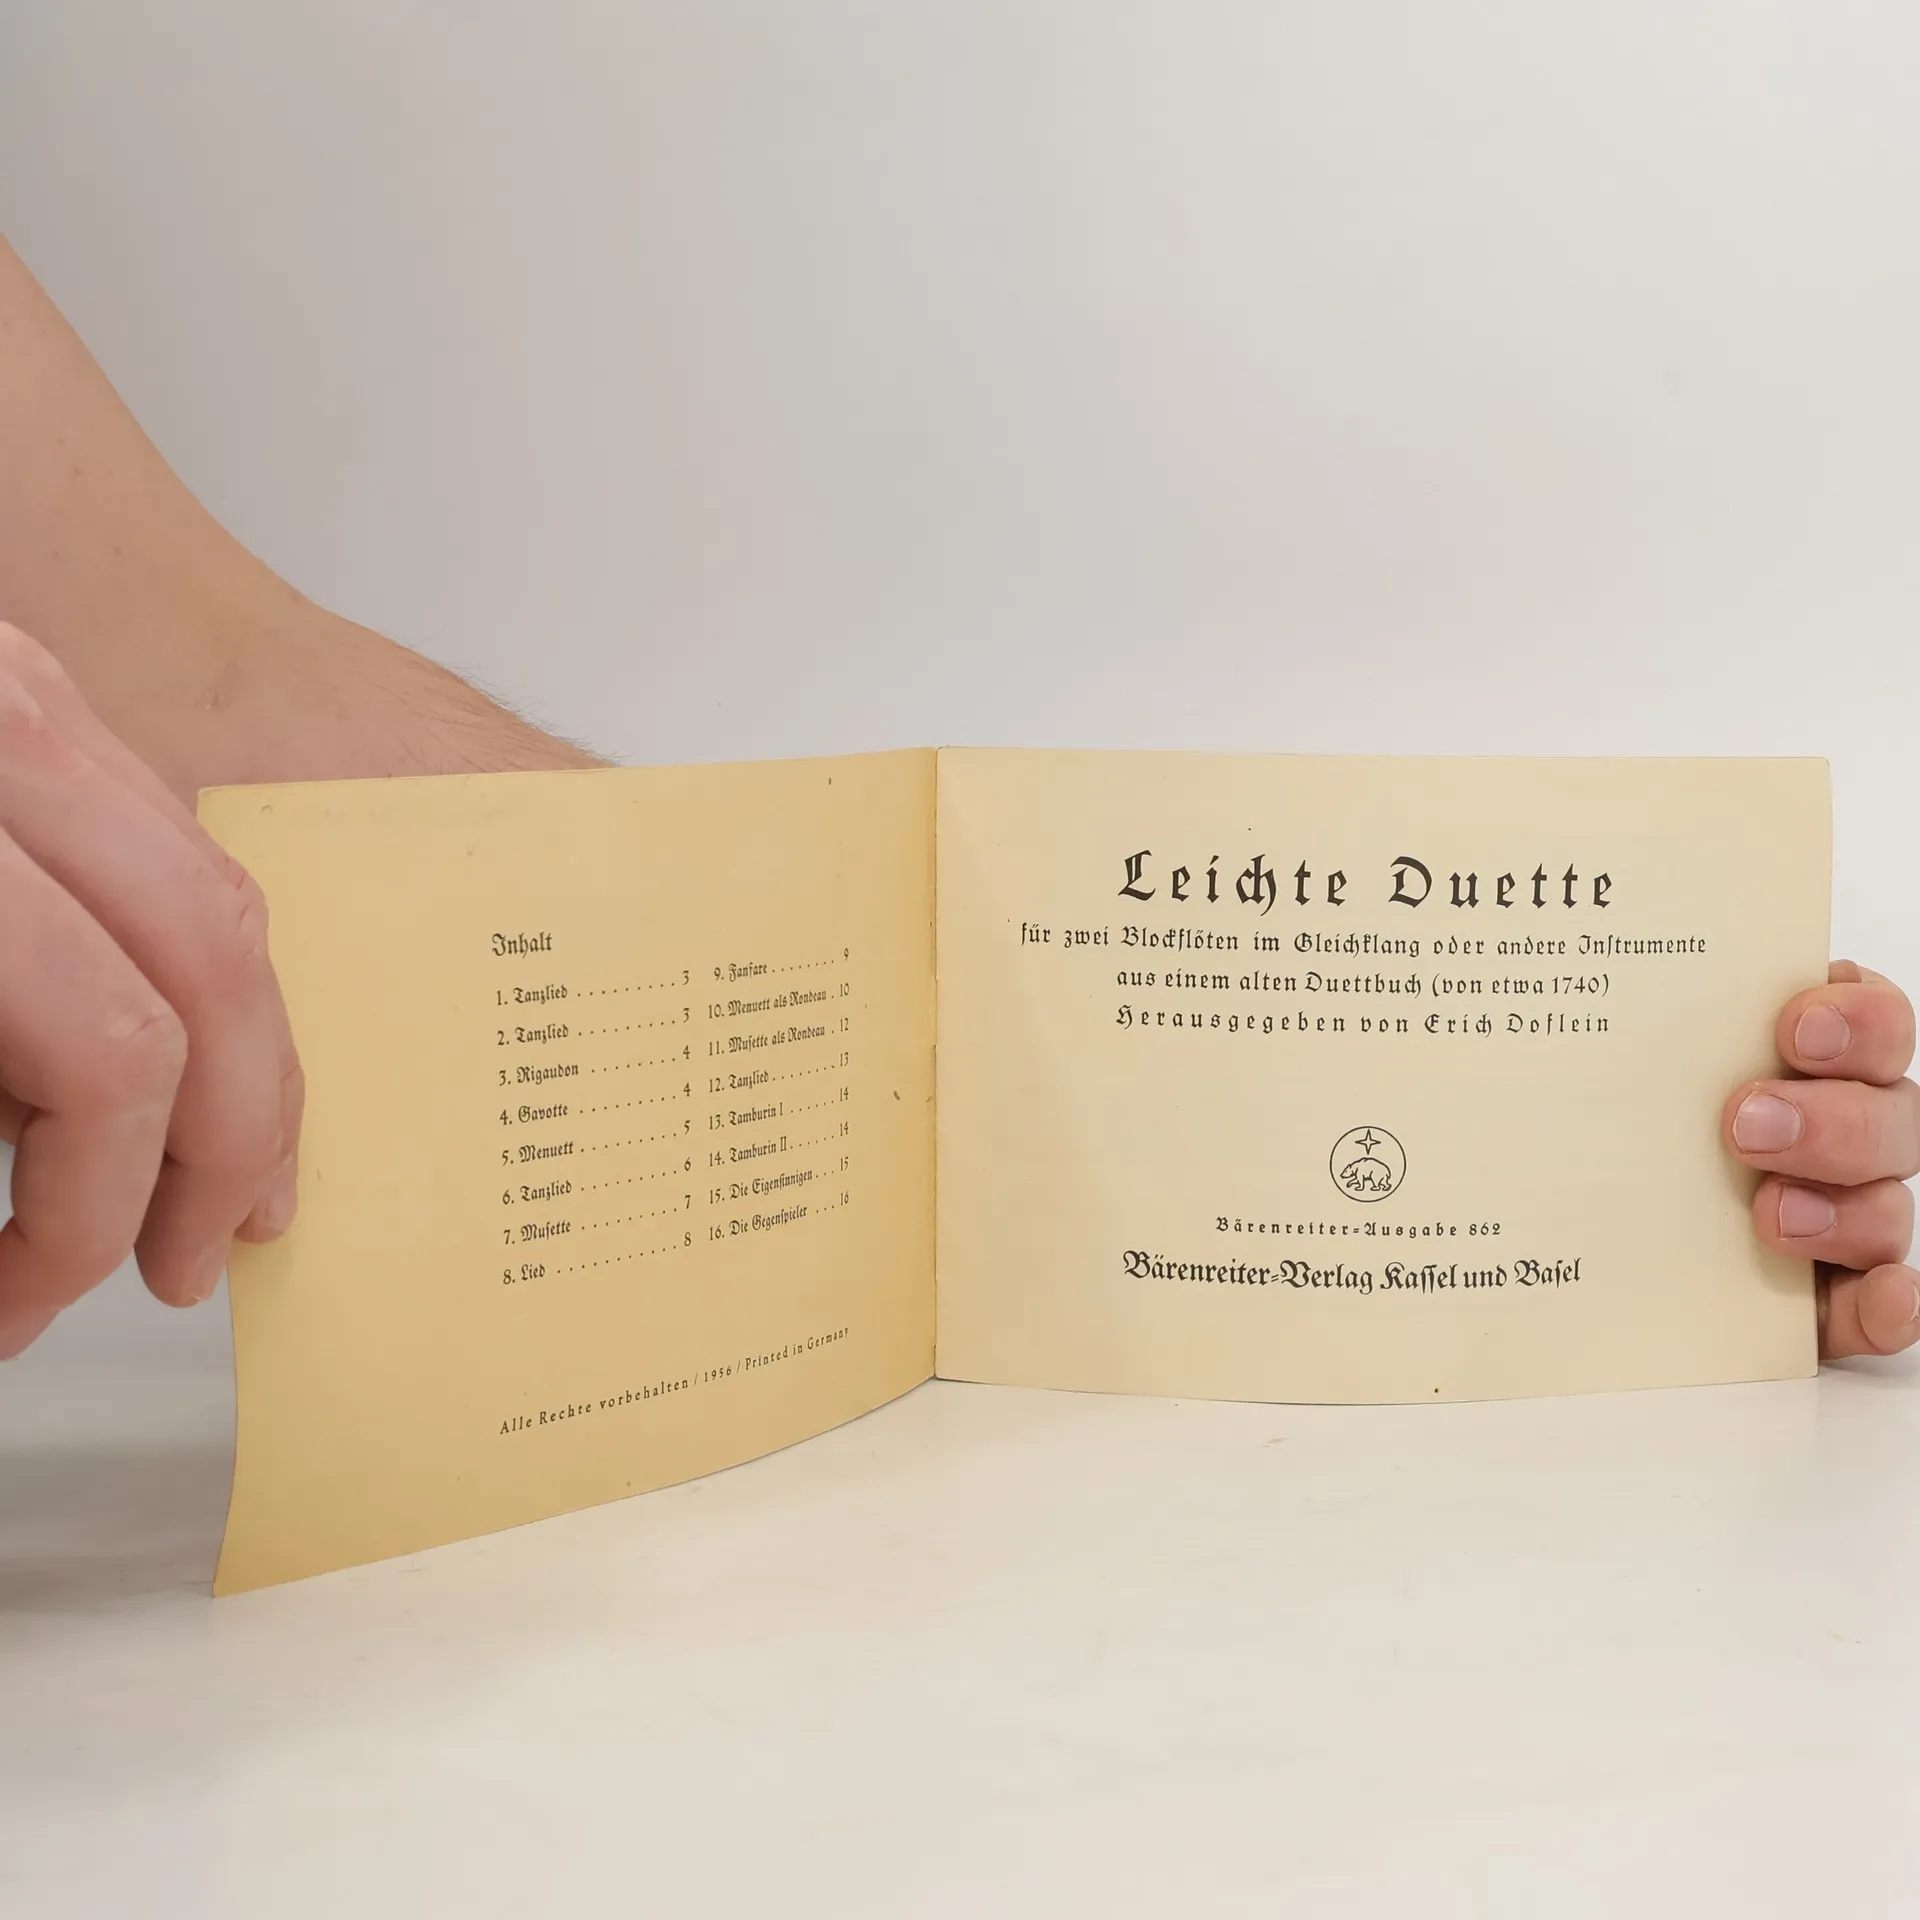 Inhalt
1. Tanzlied ......... 3
2. Tanzlied ......... 3
3. Rigaudon ........ 4
4. Gavotte ......... 4
5. Menuett ......... 5
6. Tanzlied ......... 6
7. Muſette ......... 7
8. Lied ........... 8
9. Fanfare ........ 9
10. Menuett als Rondeau . 10
11. Muſette als Rondeau . 12
12. Tanzlied ........ 13
13. Tamburin I ...... 14
14. Tamburin II ...... 14
15. Die Eigenſinnigen ... 15
16. Die Gegenſpieler ... 16
Alle Rechte vorbehalten / 1956 / Printed in Germany
Leichte Duette
für zwei Blockflöten im Gleichklang oder andere Inſtrumente
aus einem alten Duettbuch (von etwa 1740)
Herausgegeben von Erich Doflein
Bärenreiter-Ausgabe 862
Bärenreiter-Verlag Kaſſel und Baſel